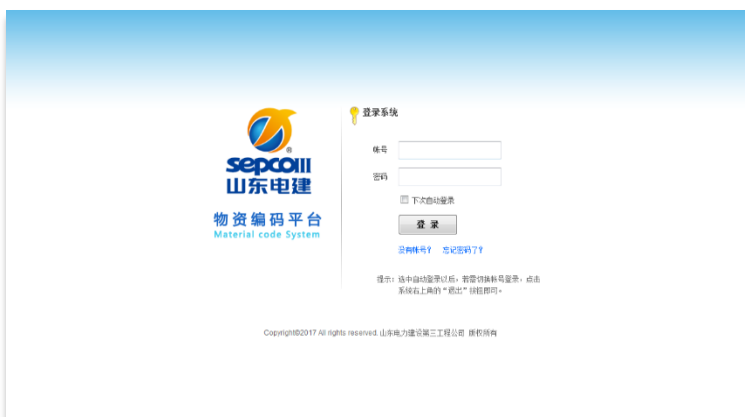 登录系统
帐号
密码
下次自动登录
登 录
没有帐号? 忘记密码了?
提示: 选中自动登录以后,若需切换帐号登录,点击
系统右上角的“退出”按钮即可。
®
SEPCOIII
山东电建
物资编码平台
Material code System
Copyright©2017 All rights reserved. 山东电力建设第三工程公司 版权所有